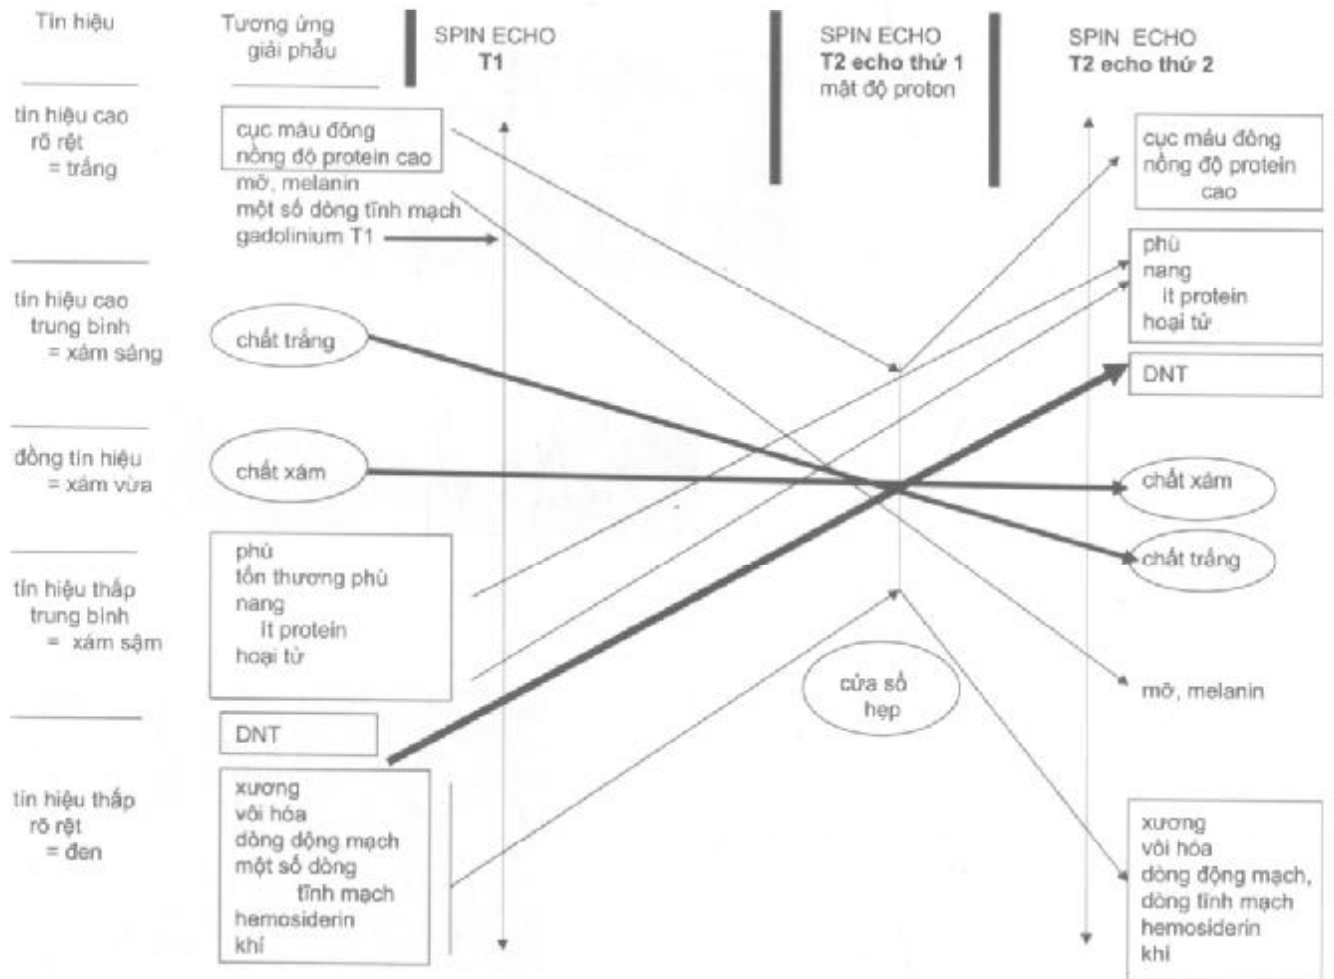 Tín hiệu
Tương ứng
giải phẫu
SPIN ECHO
T1
SPIN ECHO
T2 echo thứ 1
mật độ proton
SPIN ECHO
T2 echo thứ 2
tín hiệu cao
rõ rệt
= trắng
cục máu đông
nồng độ protein cao
mỡ, melanin
một số dòng tĩnh mạch
gadolinium T1
cục máu đông
nồng độ protein
cao
phù
nang
ít protein
hoại tử
tín hiệu cao
trung bình
= xám sáng
chất trắng
DNT
đồng tín hiệu
= xám vừa
chất xám
chất xám
chất trắng
tín hiệu thấp
trung bình
= xám sậm
phù
tổn thương phù
nang
ít protein
hoại tử
cửa sổ
hẹp
mỡ, melanin
DNT
tín hiệu thấp
rõ rệt
= đen
xương
vôi hóa
dòng động mạch
một số dòng
tĩnh mạch
hemosiderin
khí
xương
vôi hóa
dòng động mạch,
dòng tĩnh mạch
hemosiderin
khí